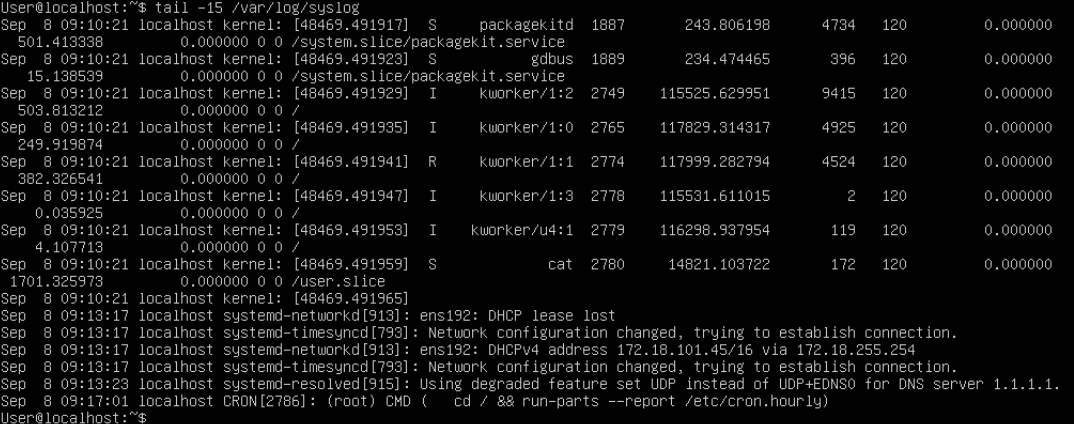 User@localhost:~$ tail -15 /var/log/syslog
Sep  8 09:10:21 localhost kernel: [48469.491917]  S     packagekitd  1887       243.806198      4734   120         0.000000
  501.413338         0.000000 0 0 /system.slice/packagekit.service
Sep  8 09:10:21 localhost kernel: [48469.491923]  S           gdbus  1889       234.474465       396   120         0.000000
   15.138539         0.000000 0 0 /system.slice/packagekit.service
Sep  8 09:10:21 localhost kernel: [48469.491929]  I     kworker/1:2  2749    115525.629951      9415   120         0.000000
  503.813212         0.000000 0 0 /
Sep  8 09:10:21 localhost kernel: [48469.491935]  I     kworker/1:0  2765    117829.314317      4925   120         0.000000
  249.919874         0.000000 0 0 /
Sep  8 09:10:21 localhost kernel: [48469.491941]  R     kworker/1:1  2774    117999.282794      4524   120         0.000000
  382.326541         0.000000 0 0 /
Sep  8 09:10:21 localhost kernel: [48469.491947]  I     kworker/1:3  2778    115531.611015         2   120         0.000000
    0.035925         0.000000 0 0 /
Sep  8 09:10:21 localhost kernel: [48469.491953]  I    kworker/u4:1  2779    116298.937954       119   120         0.000000
    4.107713         0.000000 0 0 /
Sep  8 09:10:21 localhost kernel: [48469.491959]  S             cat  2780     14821.103722       172   120         0.000000
 1701.325973         0.000000 0 0 /user.slice
Sep  8 09:10:21 localhost kernel: [48469.491965]
Sep  8 09:13:17 localhost systemd-networkd[913]: ens192: DHCP lease lost
Sep  8 09:13:17 localhost systemd-timesyncd[793]: Network configuration changed, trying to establish connection.
Sep  8 09:13:17 localhost systemd-networkd[913]: ens192: DHCPv4 address 172.18.101.45/16 via 172.18.255.254
Sep  8 09:13:17 localhost systemd-timesyncd[793]: Network configuration changed, trying to establish connection.
Sep  8 09:13:23 localhost systemd-resolved[915]: Using degraded feature set UDP instead of UDP+EDNS0 for DNS server 1.1.1.1.
Sep  8 09:17:01 localhost CRON[2786]: (root) CMD (   cd / && run-parts --report /etc/cron.hourly)
User@localhost:~$